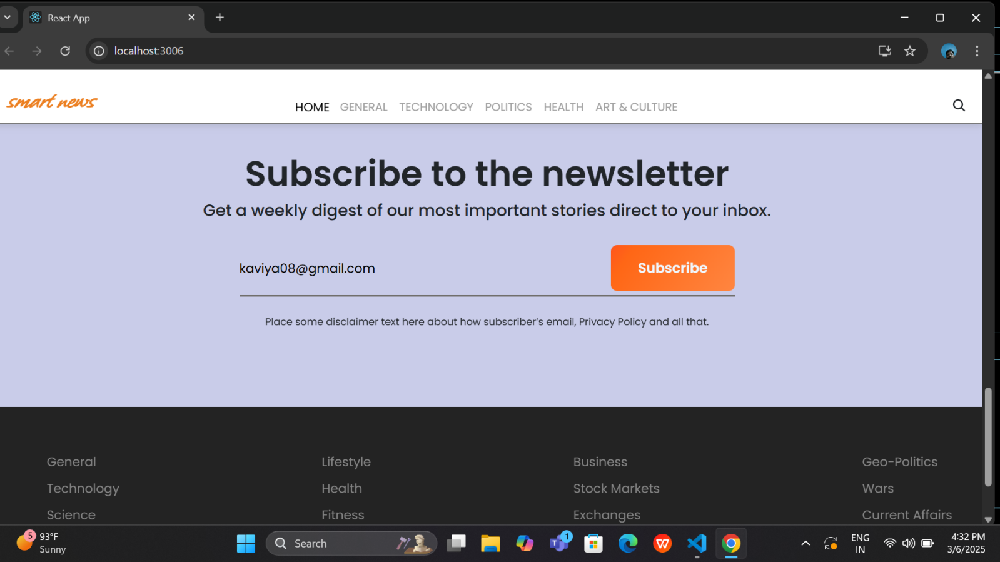 React App
localhost:3006
smart news
HOME GENERAL TECHNOLOGY POLITICS HEALTH ART & CULTURE
Subscribe to the newsletter
Get a weekly digest of our most important stories direct to your inbox.
kaviya08@gmail.com
Subscribe
Place some disclaimer text here about how subscriber’s email, Privacy Policy and all that.
General Lifestyle Business Geo-Politics
Technology Health Stock Markets Wars
Science Fitness Exchanges Current Affairs
5
93°F
Sunny
Search
1
ENG
IN
4:32 PM
3/6/2025